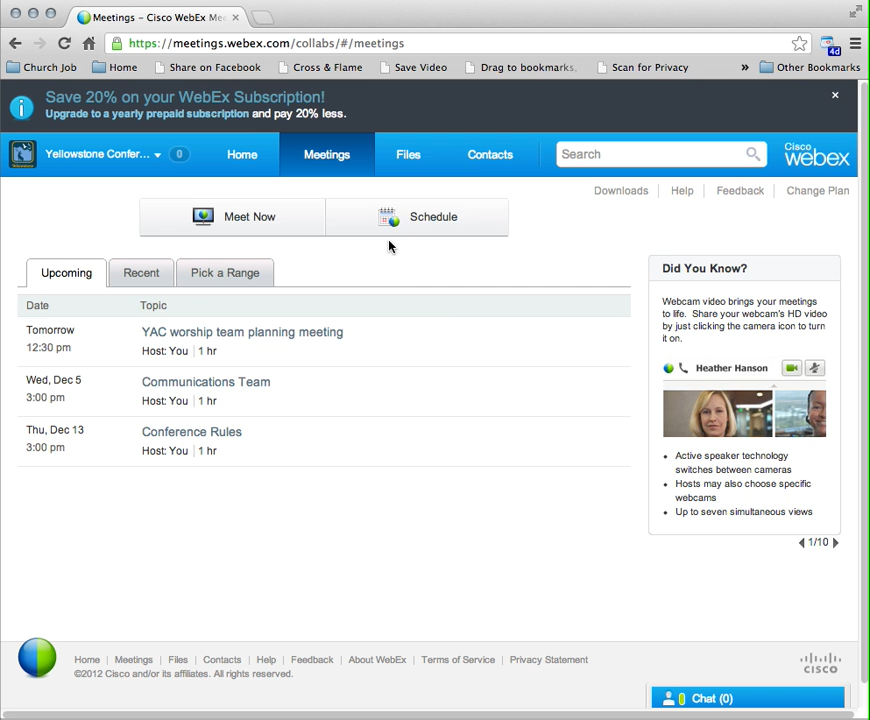 Meetings – Cisco WebEx Mee
https://meetings.webex.com/collabs/#/meetings
4d
Church Job
Home
Share on Facebook
Cross & Flame
Save Video
Drag to bookmarks,
Scan for Privacy
»
Other Bookmarks
Save 20% on your WebEx Subscription!
Upgrade to a yearly prepaid subscription and pay 20% less.
Yellowstone Confer...
0
Home
Meetings
Files
Contacts
Search
Cisco
webex
Downloads
Help
Feedback
Change Plan
Meet Now
Schedule
Upcoming
Recent
Pick a Range
Date
Topic
Tomorrow
12:30 pm
YAC worship team planning meeting
Host: You | 1 hr
Wed, Dec 5
3:00 pm
Communications Team
Host: You | 1 hr
Thu, Dec 13
3:00 pm
Conference Rules
Host: You | 1 hr
Did You Know?
Webcam video brings your meetings
to life. Share your webcam's HD video
by just clicking the camera icon to turn
it on.
Heather Hanson
• Active speaker technology
switches between cameras
• Hosts may also choose specific
webcams
• Up to seven simultaneous views
1/10
Home | Meetings | Files | Contacts | Help | Feedback | About WebEx | Terms of Service | Privacy Statement
©2012 Cisco and/or its affiliates. All rights reserved.
CISCO
Chat (0)